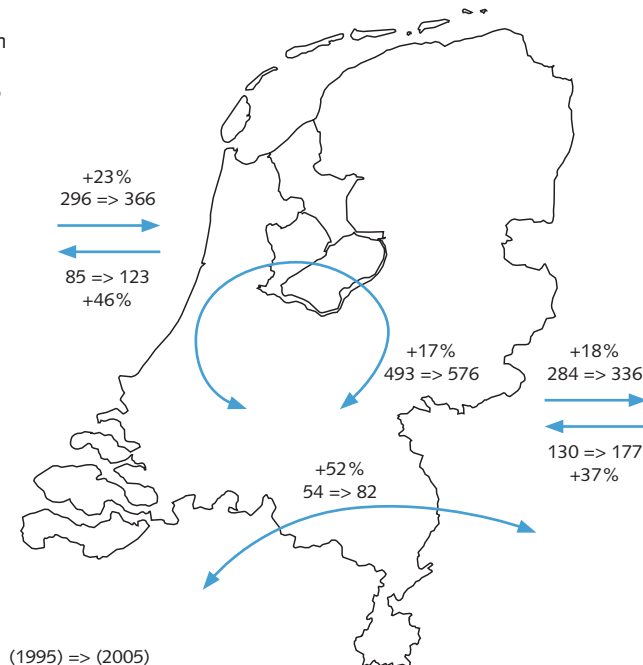 +23%
296 => 366
85 => 123
+46%
+17%
493 => 576
+18%
284 => 336
130 => 177
+37%
+52%
54 => 82
(1995) => (2005)